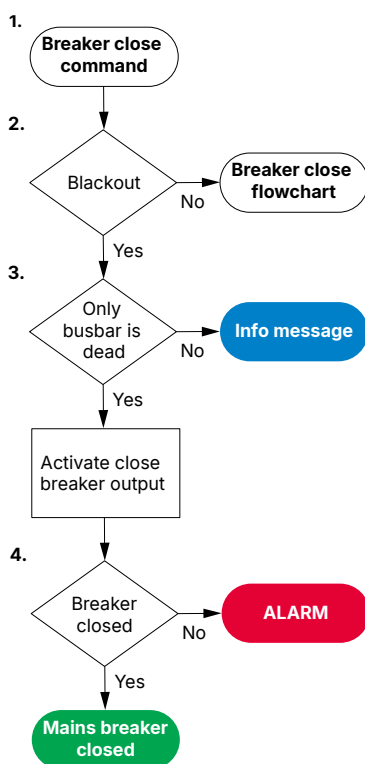 1.
Breaker close
command
2.
Blackout
No
Breaker close
flowchart
Yes
3.
Only
busbar is
dead
No
Info message
Yes
Activate close
breaker output
4.
Breaker
closed
No
ALARM
Yes
Mains breaker
closed